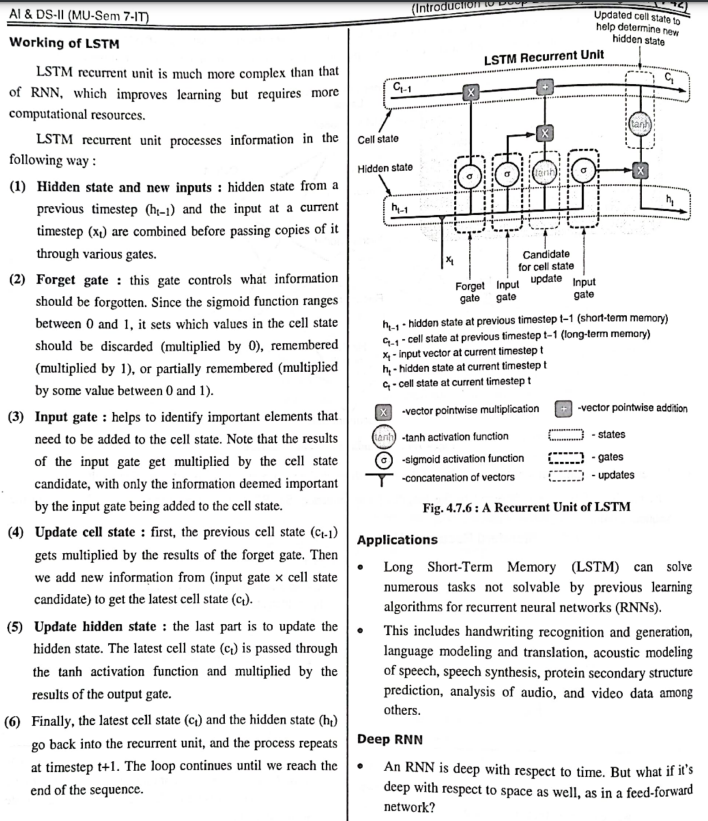 AI & DS-II (MU-Sem 7-IT)
Working of LSTM
LSTM recurrent unit is much more complex than that
of RNN, which improves learning but requires more
computational resources.
LSTM recurrent unit processes information in the
following way :
(1) Hidden state and new inputs : hidden state from a
previous timestep (hₜ₋₁) and the input at a current
timestep (xₜ) are combined before passing copies of it
through various gates.
(2) Forget gate : this gate controls what information
should be forgotten. Since the sigmoid function ranges
between 0 and 1, it sets which values in the cell state
should be discarded (multiplied by 0), remembered
(multiplied by 1), or partially remembered (multiplied
by some value between 0 and 1).
(3) Input gate : helps to identify important elements that
need to be added to the cell state. Note that the results
of the input gate get multiplied by the cell state
candidate, with only the information deemed important
by the input gate being added to the cell state.
(4) Update cell state : first, the previous cell state (cₜ₋₁)
gets multiplied by the results of the forget gate. Then
we add new information from (input gate × cell state
candidate) to get the latest cell state (cₜ).
(5) Update hidden state : the last part is to update the
hidden state. The latest cell state (cₜ) is passed through
the tanh activation function and multiplied by the
results of the output gate.
(6) Finally, the latest cell state (cₜ) and the hidden state (hₜ)
go back into the recurrent unit, and the process repeats
at timestep t+1. The loop continues until we reach the
end of the sequence.
(Introduction to
Updated cell state to
help determine new
hidden state
LSTM Recurrent Unit
Cₜ₋₁
Cₜ
X
+
tanh
X
Cell state
Hidden state
σ
σ
tanh
σ
X
hₜ₋₁
hₜ
xₜ
Forget
gate
Input
gate
Candidate
for cell state
update
Input
gate
hₜ₋₁ - hidden state at previous timestep t−1 (short-term memory)
Cₜ₋₁ - cell state at previous timestep t−1 (long-term memory)
xₜ - input vector at current timestep t
hₜ - hidden state at current timestep t
cₜ - cell state at current timestep t
X -vector pointwise multiplication
+ -vector pointwise addition
tanh -tanh activation function
- states
σ -sigmoid activation function
- gates
-concatenation of vectors
- updates
Fig. 4.7.6 : A Recurrent Unit of LSTM
Applications
• Long Short-Term Memory (LSTM) can solve
numerous tasks not solvable by previous learning
algorithms for recurrent neural networks (RNNs).
• This includes handwriting recognition and generation,
language modeling and translation, acoustic modeling
of speech, speech synthesis, protein secondary structure
prediction, analysis of audio, and video data among
others.
Deep RNN
• An RNN is deep with respect to time. But what if it's
deep with respect to space as well, as in a feed-forward
network?